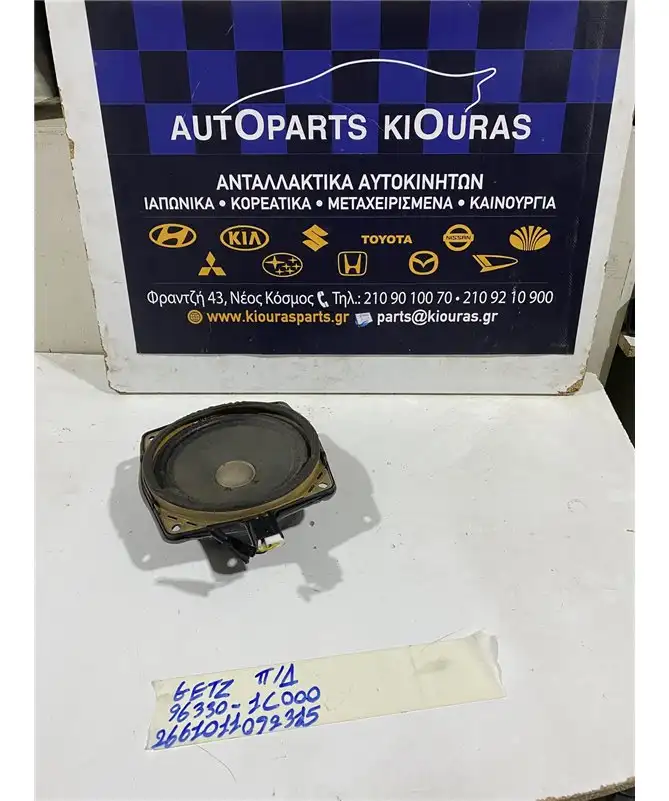 AUTOPARTS KIOURAS
ΑΝΤΑΛΛΑΚΤΙΚΑ ΑΥΤΟΚΙΝΗΤΩΝ
ΙΑΠΩΝΙΚΑ • ΚΟΡΕΑΤΙΚΑ • ΜΕΤΑΧΕΙΡΙΣΜΕΝΑ • ΚΑΙΝΟΥΡΓΙΑ
KIA TOYOTA NISSAN
Φραντζή 43, Νέος Κόσμος Τηλ.: 210 90 100 70 • 210 92 10 900
www.kiourasparts.gr parts@kiouras.gr
GETZ Π/Δ
96330-1C000
2661011092315